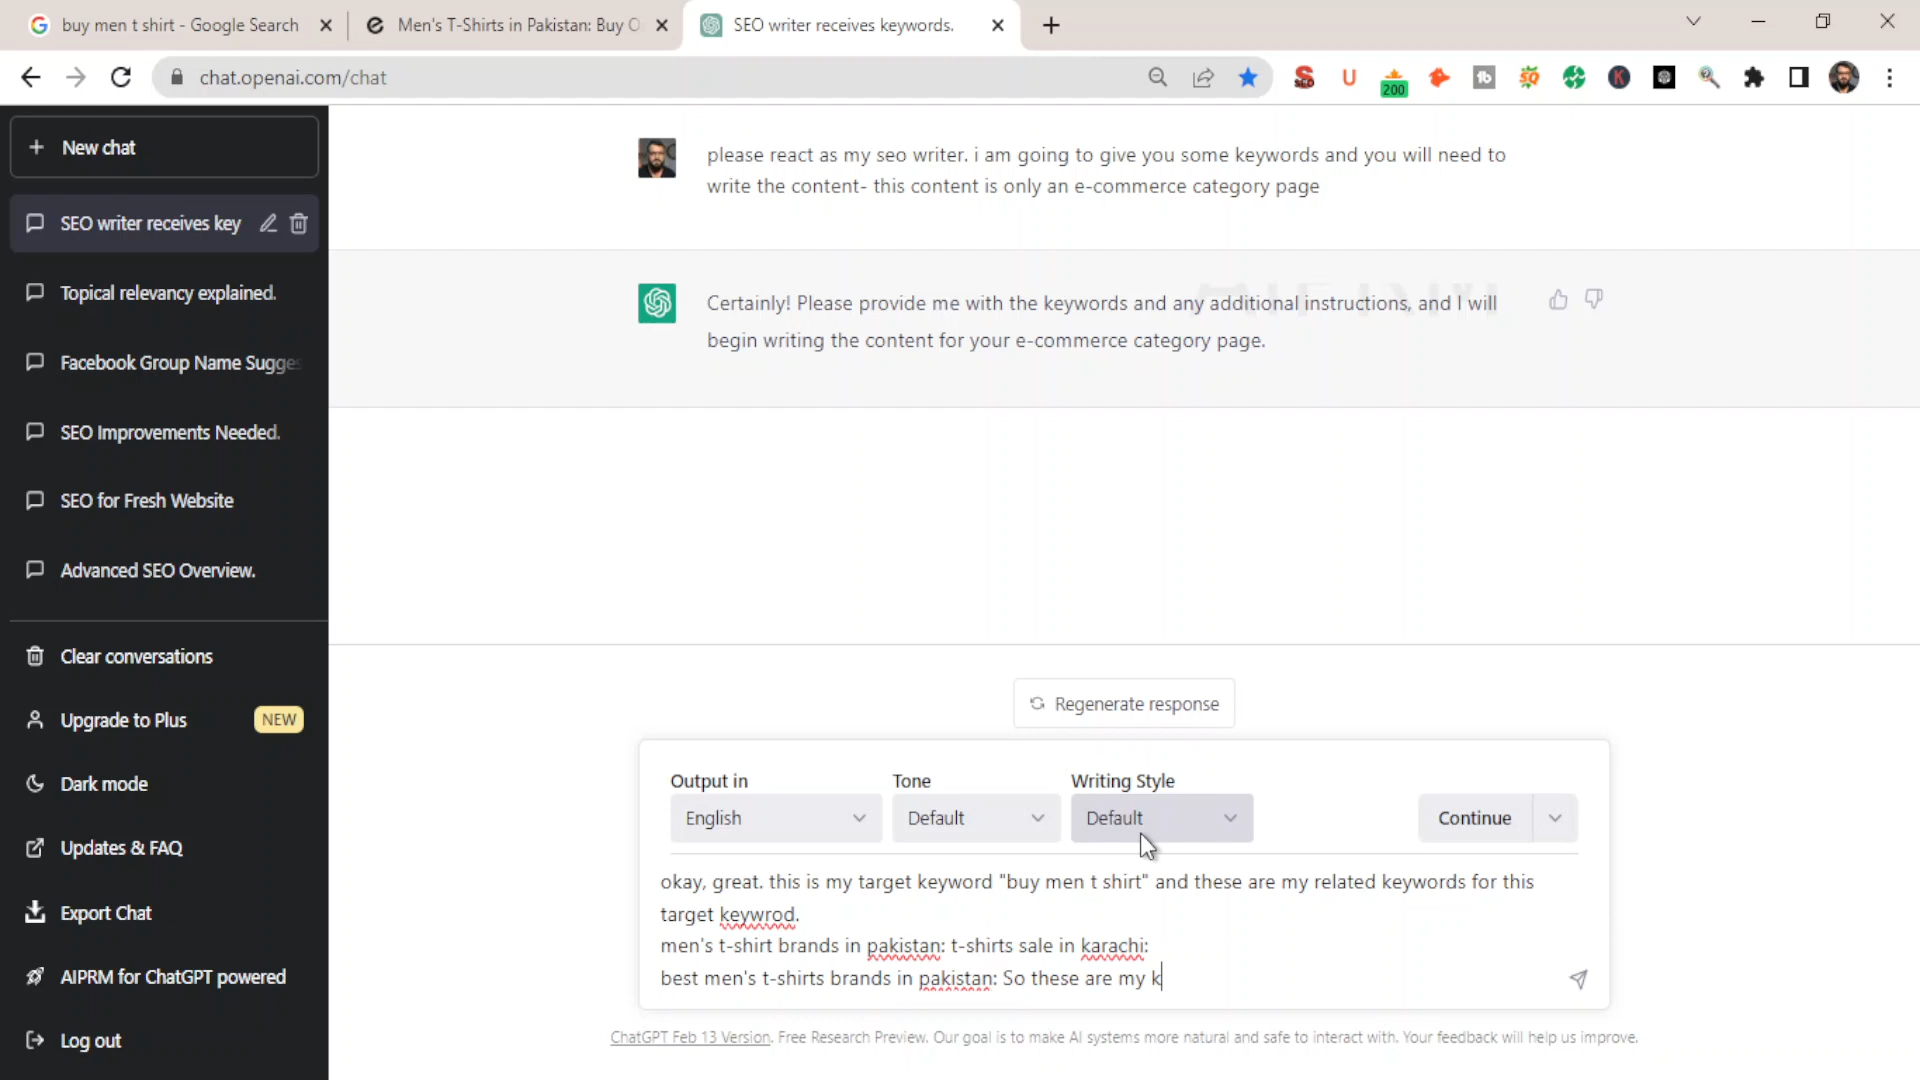 buy men t shirt - Google Search
Men's T-Shirts in Pakistan: Buy O
SEO writer receives keywords.
chat.openai.com/chat
200
New chat
SEO writer receives key
Topical relevancy explained.
Facebook Group Name Sugges
SEO Improvements Needed.
SEO for Fresh Website
Advanced SEO Overview.
Clear conversations
Upgrade to Plus
NEW
Dark mode
Updates & FAQ
Export Chat
AIPRM for ChatGPT powered
Log out
please react as my seo writer. i am going to give you some keywords and you will need to
write the content- this content is only an e-commerce category page
Certainly! Please provide me with the keywords and any additional instructions, and I will
begin writing the content for your e-commerce category page.
Regenerate response
Output in
Tone
Writing Style
English
Default
Default
Continue
okay, great. this is my target keyword "buy men t shirt" and these are my related keywords for this
target keywrod.
men's t-shirt brands in pakistan: t-shirts sale in karachi:
best men's t-shirts brands in pakistan: So these are my k
ChatGPT Feb 13 Version. Free Research Preview. Our goal is to make AI systems more natural and safe to interact with. Your feedback will help us improve.